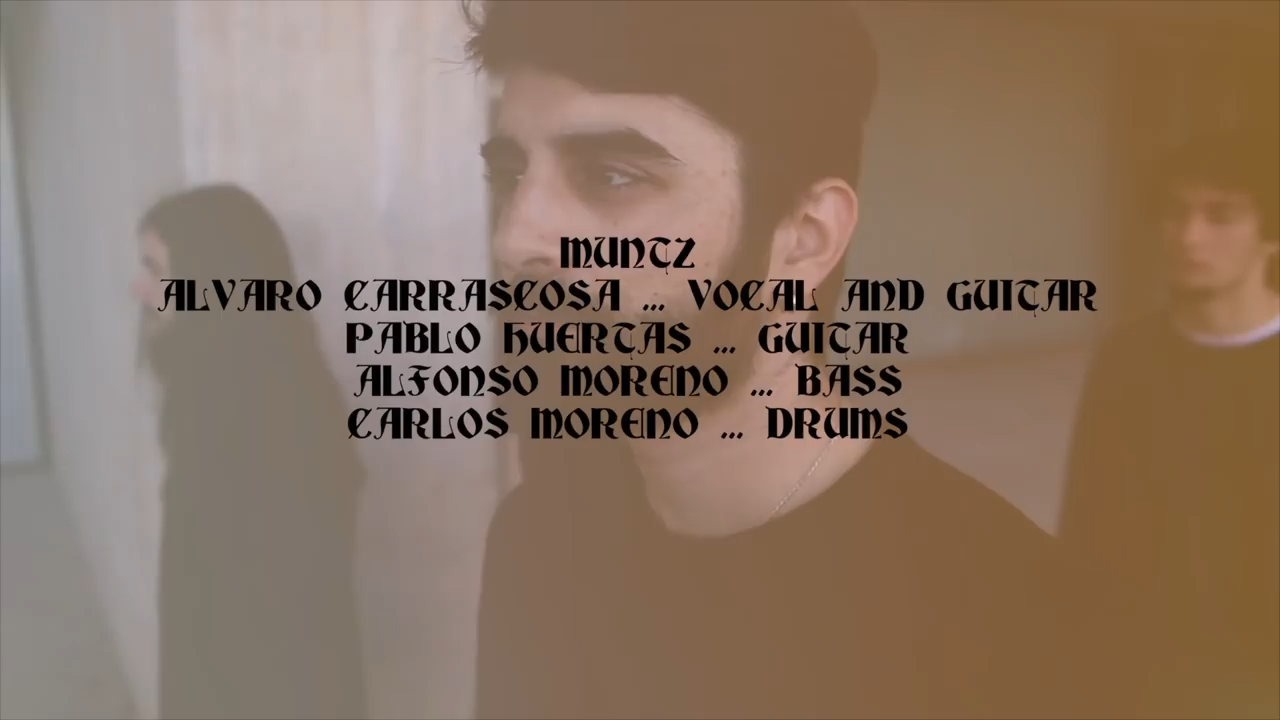 MUNTZ
ALVARO CARRASCOSA ... VOCAL AND GUITAR
PABLO HUERTAS ... GUITAR
ALFONSO MORENO ... BASS
CARLOS MORENO ... DRUMS